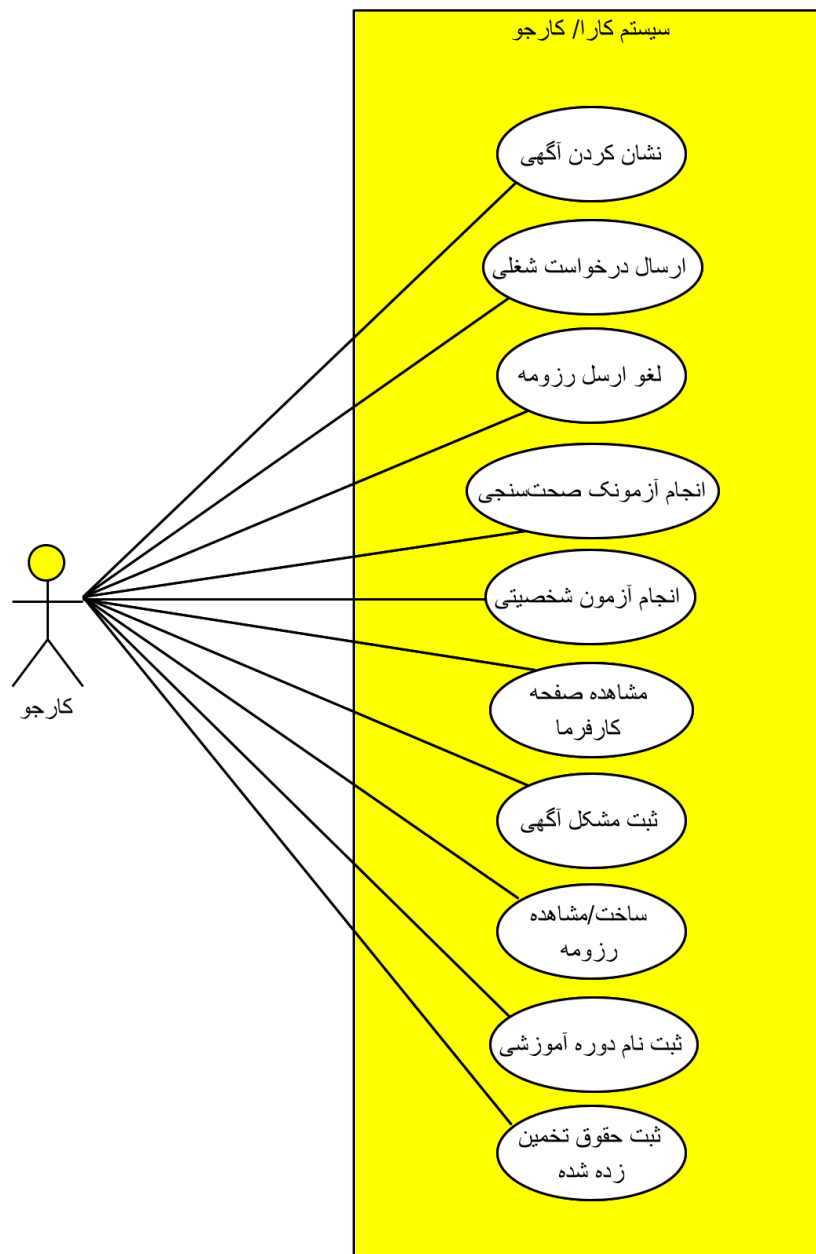 سیستم کارا/ کارجو
نشان کردن آگهی
ارسال درخواست شغلی
لغو ارسل رزومه
انجام آزمونک صحت‌سنجی
انجام آزمون شخصیتی
مشاهده صفحه
کارفرما
ثبت مشکل آگهی
ساخت/مشاهده
رزومه
ثبت نام دوره آموزشی
ثبت حقوق تخمین
زده شده
کارجو